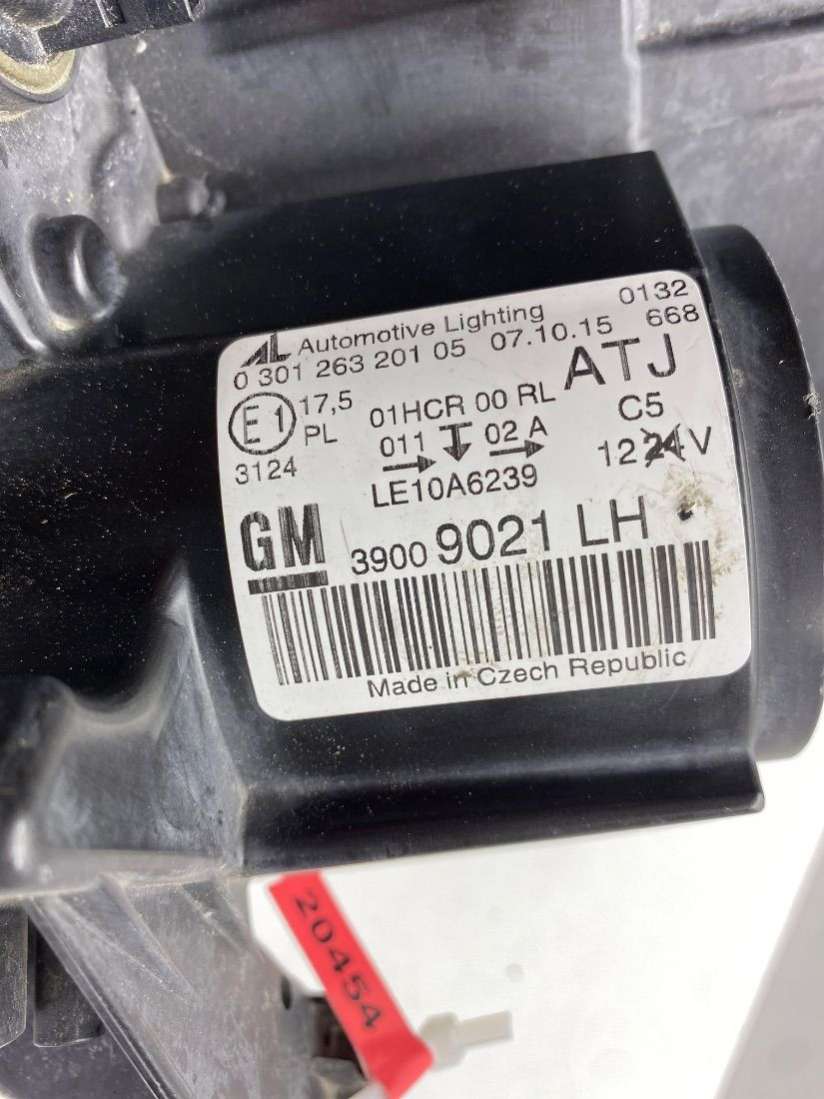 AL Automotive Lighting 0132
0 301 263 201 05 07.10.15 668
E1 17,5 01HCR 00 RL ATJ
PL 011 02 A C5
3124 LE10A6239 12 24 V
GM 3900 9021 LH
Made in Czech Republic
20454